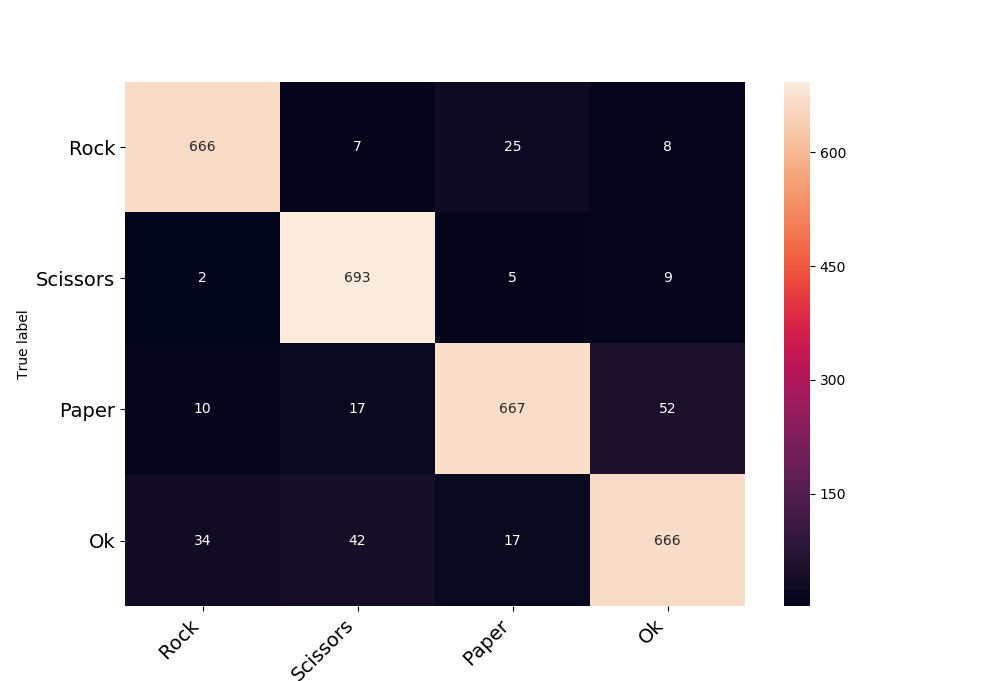 Rock 666 7 25 8
Scissors 2 693 5 9
Paper 10 17 667 52
Ok 34 42 17 666
True label
Rock Scissors Paper Ok
600
450
300
150